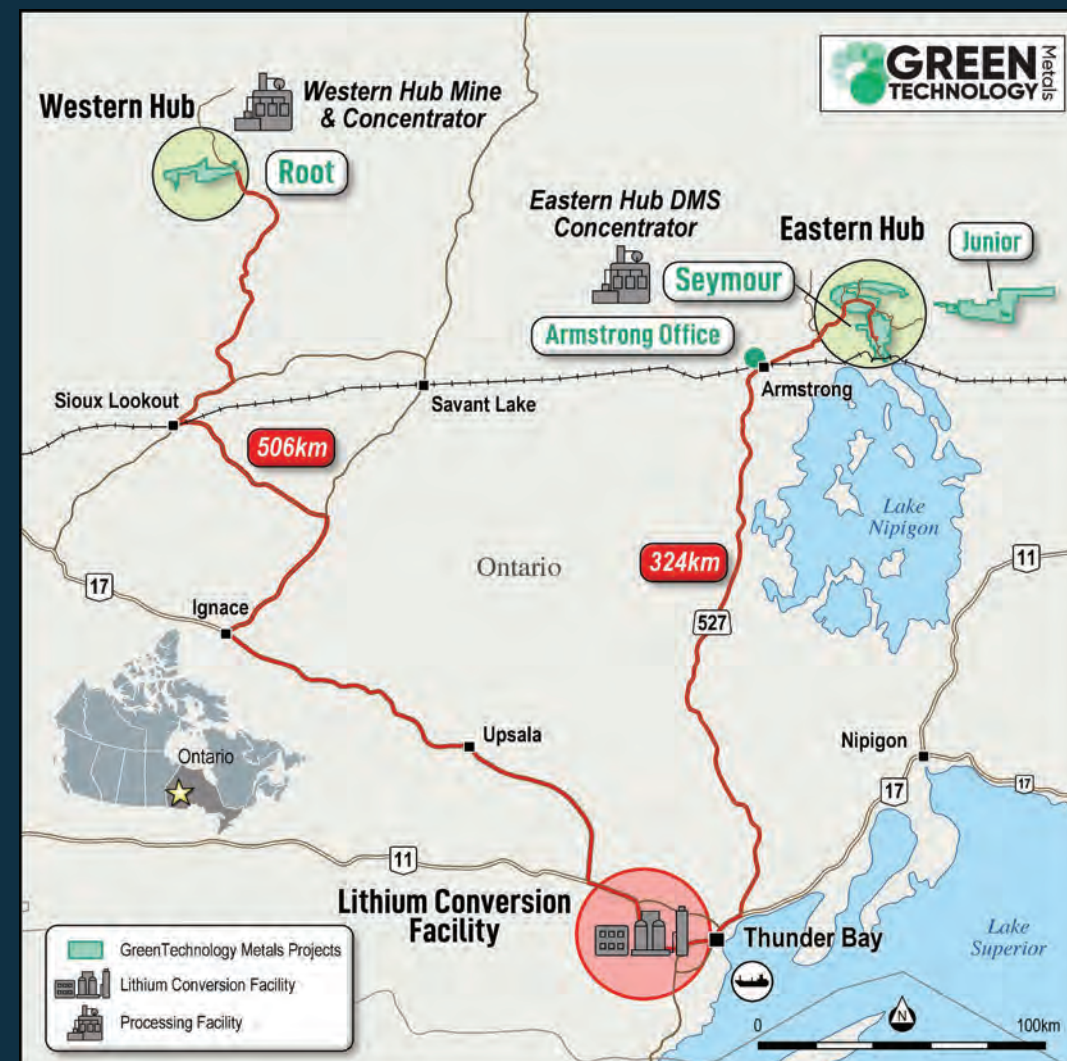 GREEN
TECHNOLOGY
Metals
Western Hub
Western Hub Mine
& Concentrator
Root
Eastern Hub DMS
Concentrator
Eastern Hub
Junior
Seymour
Armstrong Office
Armstrong
Sioux Lookout
Savant Lake
506km
Lake
Nipigon
Ontario
324km
11
17
Ignace
527
Ontario
Upsala
Nipigon
17
17
11
Lithium Conversion
Facility
Thunder Bay
Lake
Superior
GreenTechnology Metals Projects
Lithium Conversion Facility
Processing Facility
N
0
100km